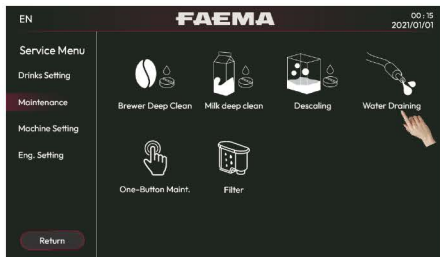 EN
FAEMA
00:15
2021/01/01
Service Menu
Drinks Setting
Maintenance
Machine Setting
Eng. Setting
Return
Brewer Deep Clean
Milk deep clean
Descaling
Water Draining
One-Button Maint.
Filter